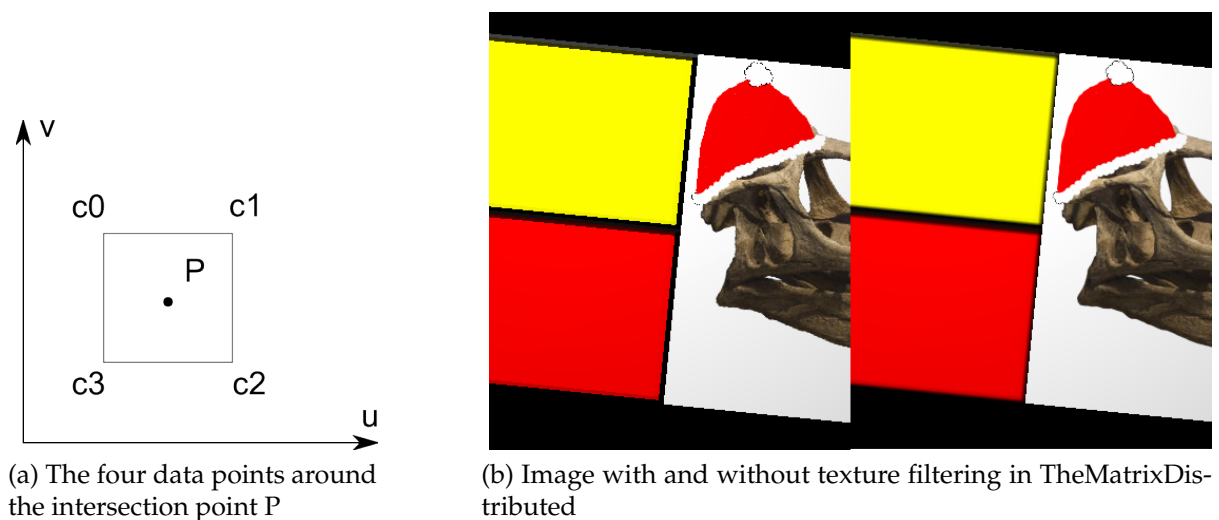 v
c0 c1
P
c3 c2
u
(a) The four data points around
the intersection point P
(b) Image with and without texture filtering in TheMatrixDis-
tributed